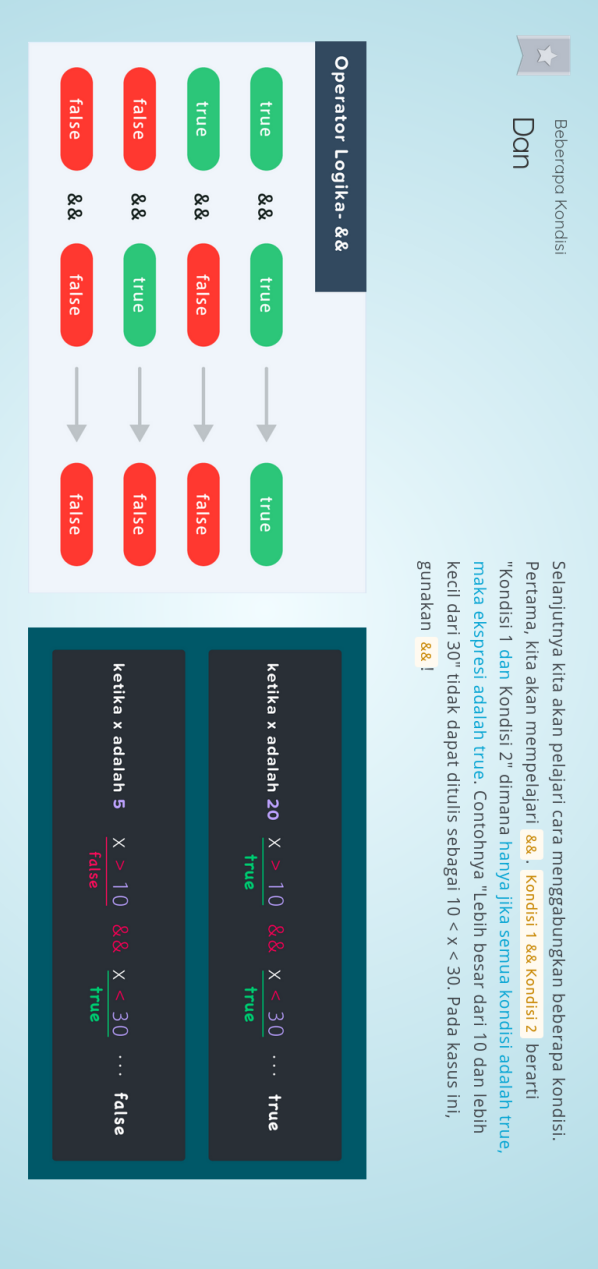 Beberapa Kondisi
Dan
Selanjutnya kita akan pelajari cara menggabungkan beberapa kondisi.
Pertama, kita akan mempelajari && . Kondisi 1 && Kondisi 2 berarti
"Kondisi 1 dan Kondisi 2" dimana hanya jika semua kondisi adalah true,
maka ekspresi adalah true. Contohnya "Lebih besar dari 10 dan lebih
kecil dari 30" tidak dapat ditulis sebagai 10 < x < 30. Pada kasus ini,
gunakan && !
Operator Logika- &&
true && true true
true && false false
false && true false
false && false false
ketika x adalah 20 x > 10 && x < 30 ... true
true true
ketika x adalah 5 x > 10 && x < 30 ... false
false true